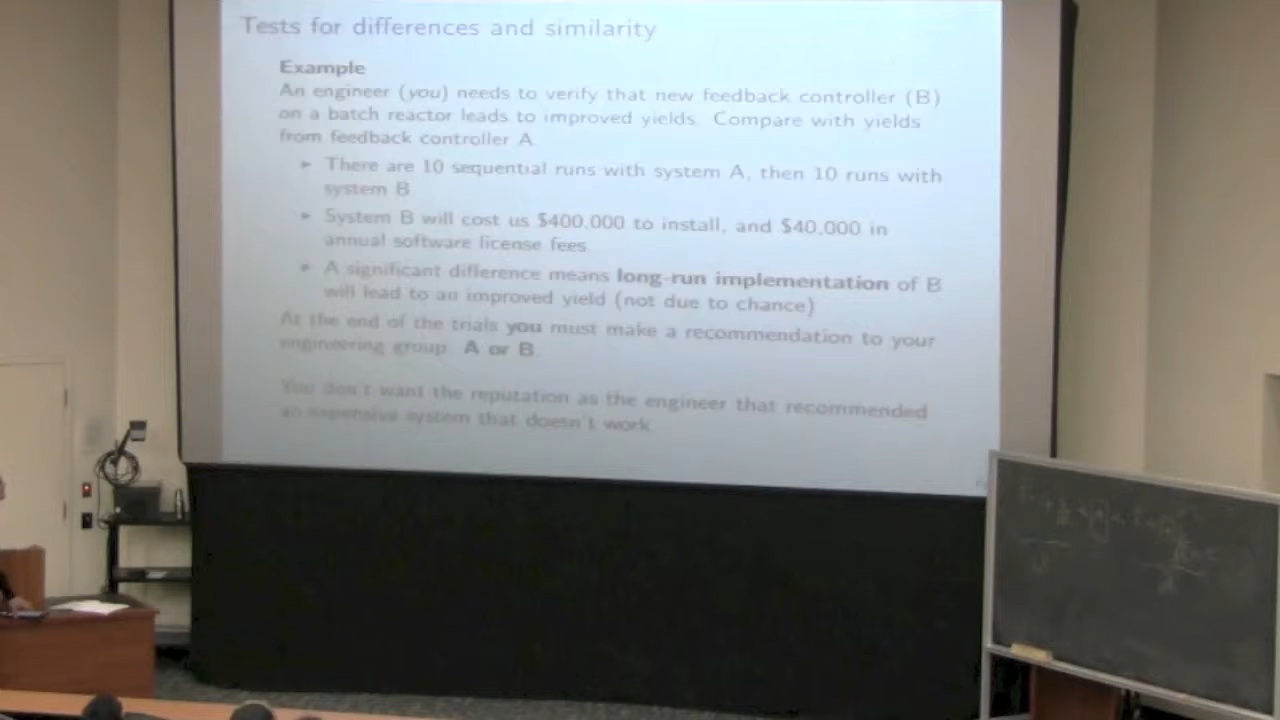 Tests for differences and similarity
Example
An engineer (you) needs to verify that new feedback controller (B)
on a batch reactor leads to improved yields. Compare with yields
from feedback controller A.
► There are 10 sequential runs with system A, then 10 runs with
system B
► System B will cost us $400,000 to install, and $40,000 in
annual software license fees.
► A significant difference means long-run implementation of B
will lead to an improved yield (not due to chance)
At the end of the trials you must make a recommendation to your
engineering group: A or B.
You don't want the reputation as the engineer that recommended
an expensive system that doesn't work.